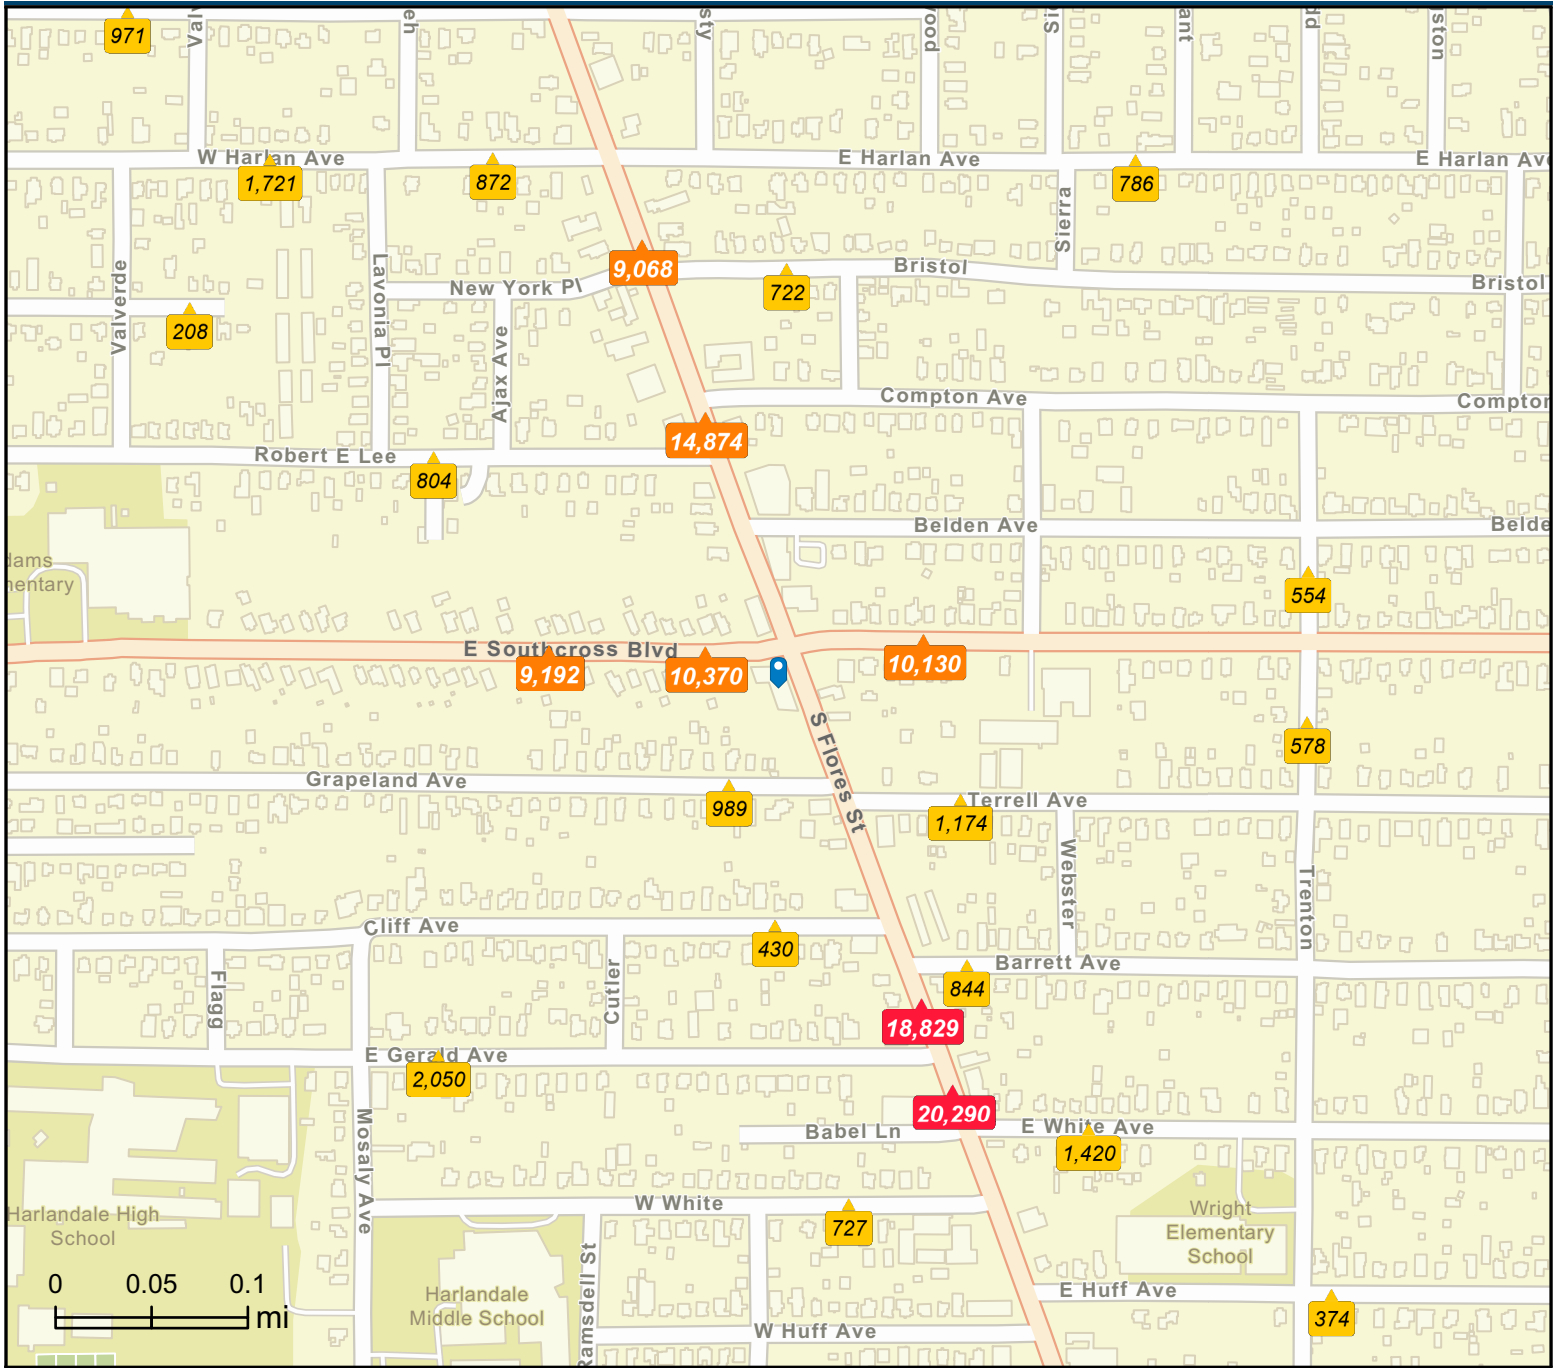 971
W Harlan Ave
1,721
872
E Harlan Ave
786
E Harlan Ave
Sierra
9,068
Bristol
722
Bristol
New York Pl
Valverde
208
Lavonia Pl
Ajax Ave
Compton Ave
14,874
Robert E Lee
804
Belden Ave
554
E Southcross Blvd
9,192
10,370
10,130
S Flores St
578
Grapeland Ave
989
Terrell Ave
1,174
Webster
Trenton
Cliff Ave
430
Flagg
Cutler
Barrett Ave
844
18,829
E Gerald Ave
2,050
20,290
Babel Ln
E White Ave
1,420
Mosaly Ave
W White
727
Harlandale High
School
Wright
Elementary
School
Harlandale
Middle School
Ramsdell St
E Huff Ave
374
W Huff Ave
0 0.05 0.1
mi